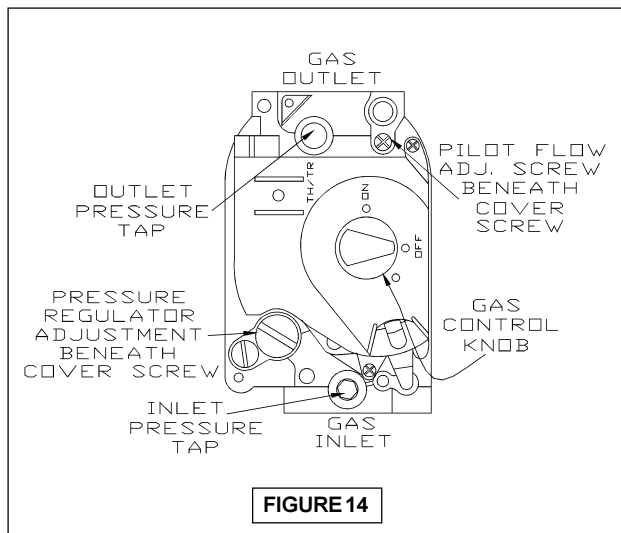 GAS
OUTLET
PILOT FLOW
ADJ. SCREW
BENEATH
COVER
SCREW
TH/TR
ON
OFF
OUTLET
PRESSURE
TAP
PRESSURE
REGULATOR
ADJUSTMENT
BENEATH
COVER SCREW
GAS
CONTROL
KNOB
INLET
PRESSURE
TAP
GAS
INLET
FIGURE 14